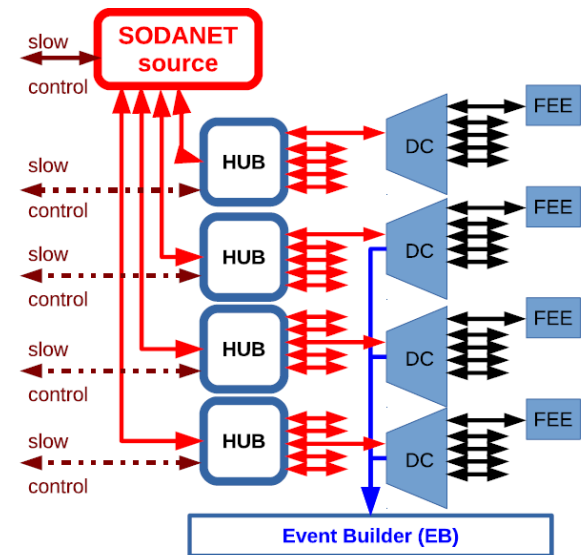 slow
control
SODANET
source
slow
control
HUB
DC
FEE
slow
control
HUB
DC
FEE
slow
control
HUB
DC
FEE
slow
control
HUB
DC
FEE
Event Builder (EB)